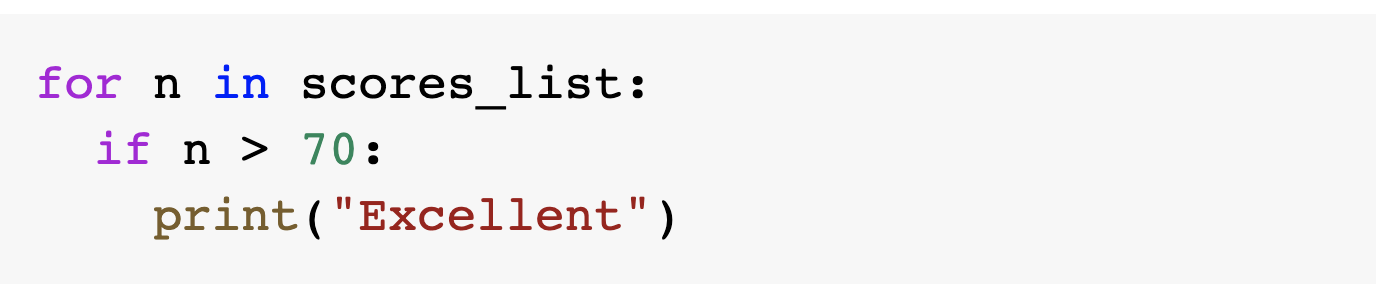 for n in scores_list:
  if n > 70:
    print("Excellent")